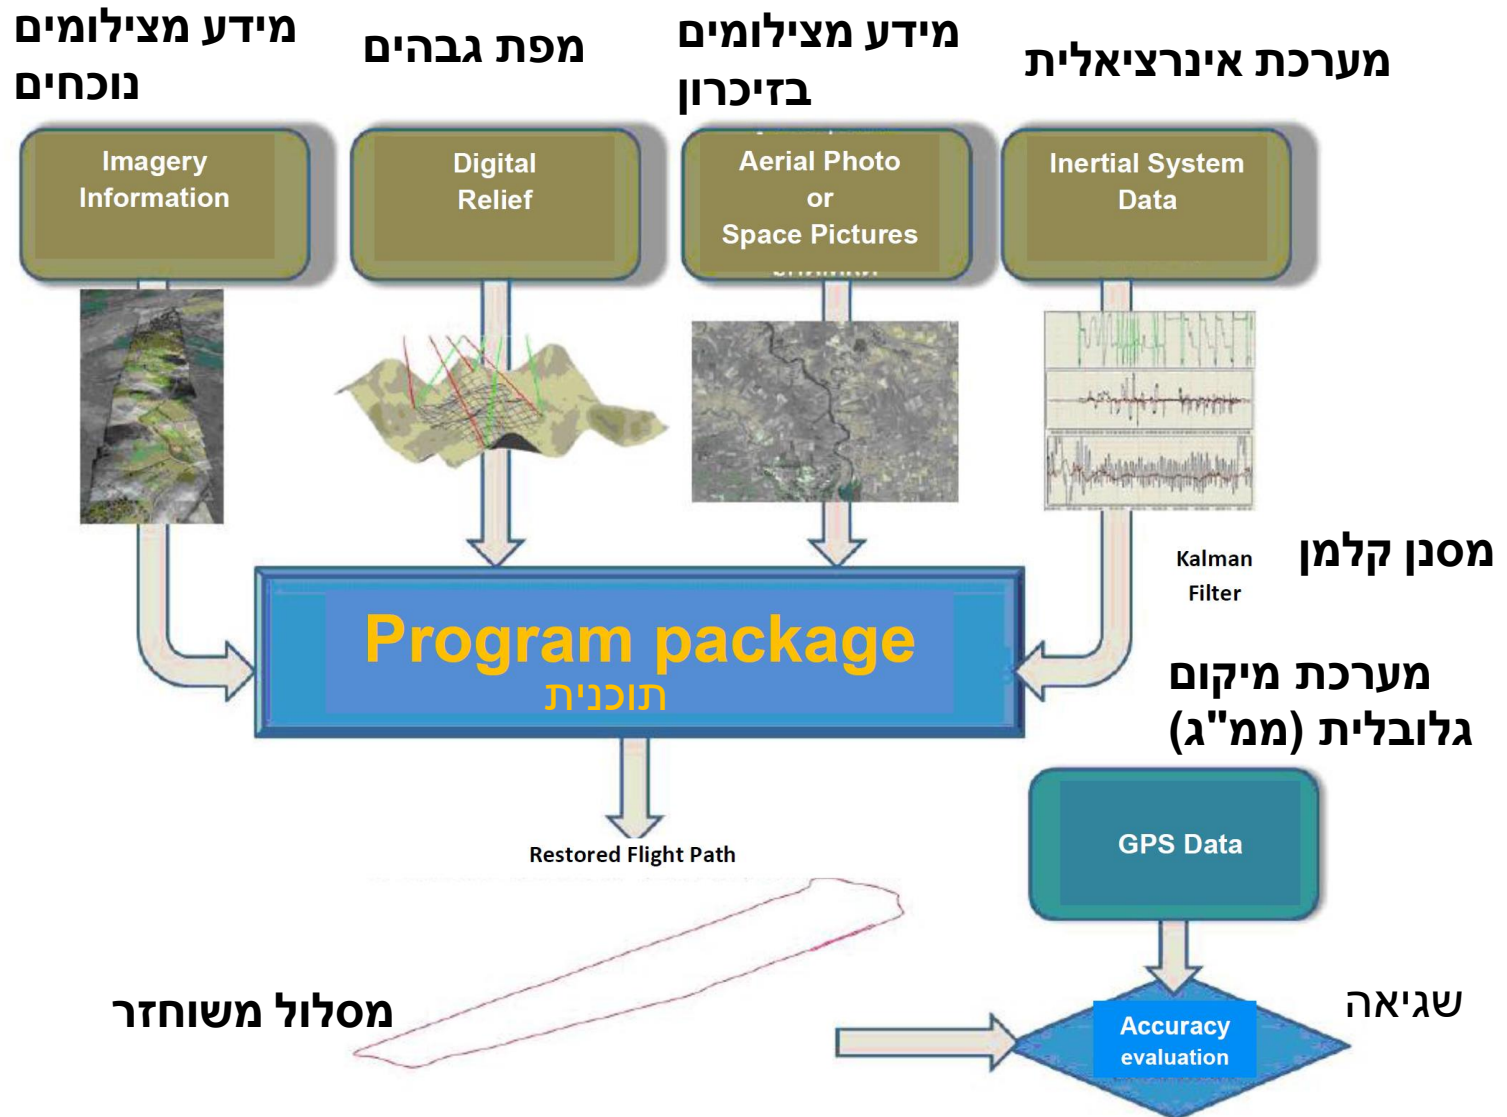 מידע מצילומים
נוכחים
מפת גבהים
מידע מצילומים
בזיכרון
מערכת אינרציאלית
Imagery
Information
Digital
Relief
Aerial Photo
or
Space Pictures
Inertial System
Data
Kalman
Filter
מסנן קלמן
Program package
תוכנית
מערכת מיקום
גלובלית (ממ"ג)
GPS Data
Restored Flight Path
מסלול משוחזר
Accuracy
evaluation
שגיאה